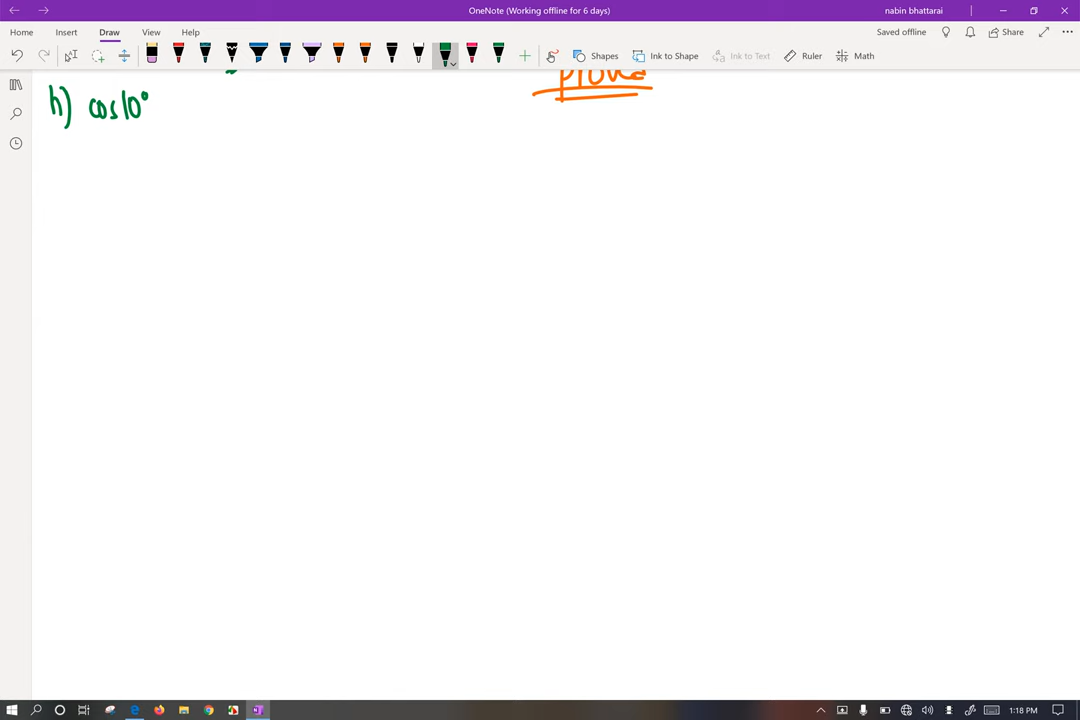 OneNote (Working offline for 6 days)
nabin bhattarai
Home Insert Draw View Help
Saved offline Share
Shapes Ink to Shape Ink to Text Ruler Math
h) cos10°
1:18 PM